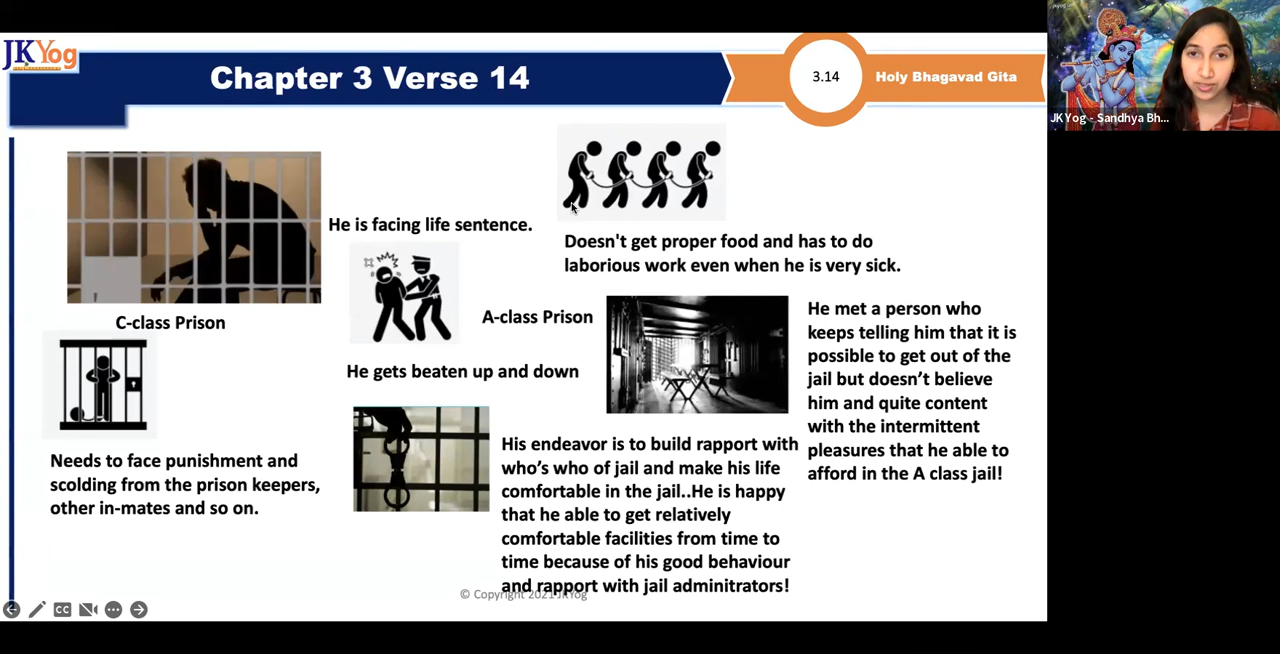 JKYog
Chapter 3 Verse 14
3.14
Holy Bhagavad Gita
JKYog - Sandhya Bh...
He is facing life sentence.
Doesn't get proper food and has to do
laborious work even when he is very sick.
C-class Prison
A-class Prison
He gets beaten up and down
He met a person who
keeps telling him that it is
possible to get out of the
jail but doesn’t believe
him and quite content
with the intermittent
pleasures that he able to
afford in the A class jail!
Needs to face punishment and
scolding from the prison keepers,
other in-mates and so on.
His endeavor is to build rapport with
who’s who of jail and make his life
comfortable in the jail..He is happy
that he able to get relatively
comfortable facilities from time to
time because of his good behaviour
and rapport with jail adminitrators!
© Copyright 2021 JKYog
CC